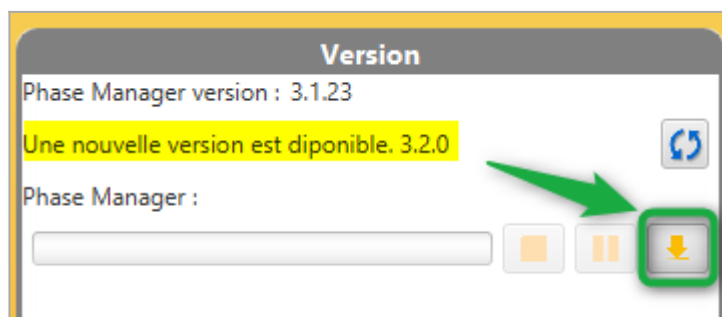 Version
Phase Manager version : 3.1.23
Une nouvelle version est diponible. 3.2.0
Phase Manager :